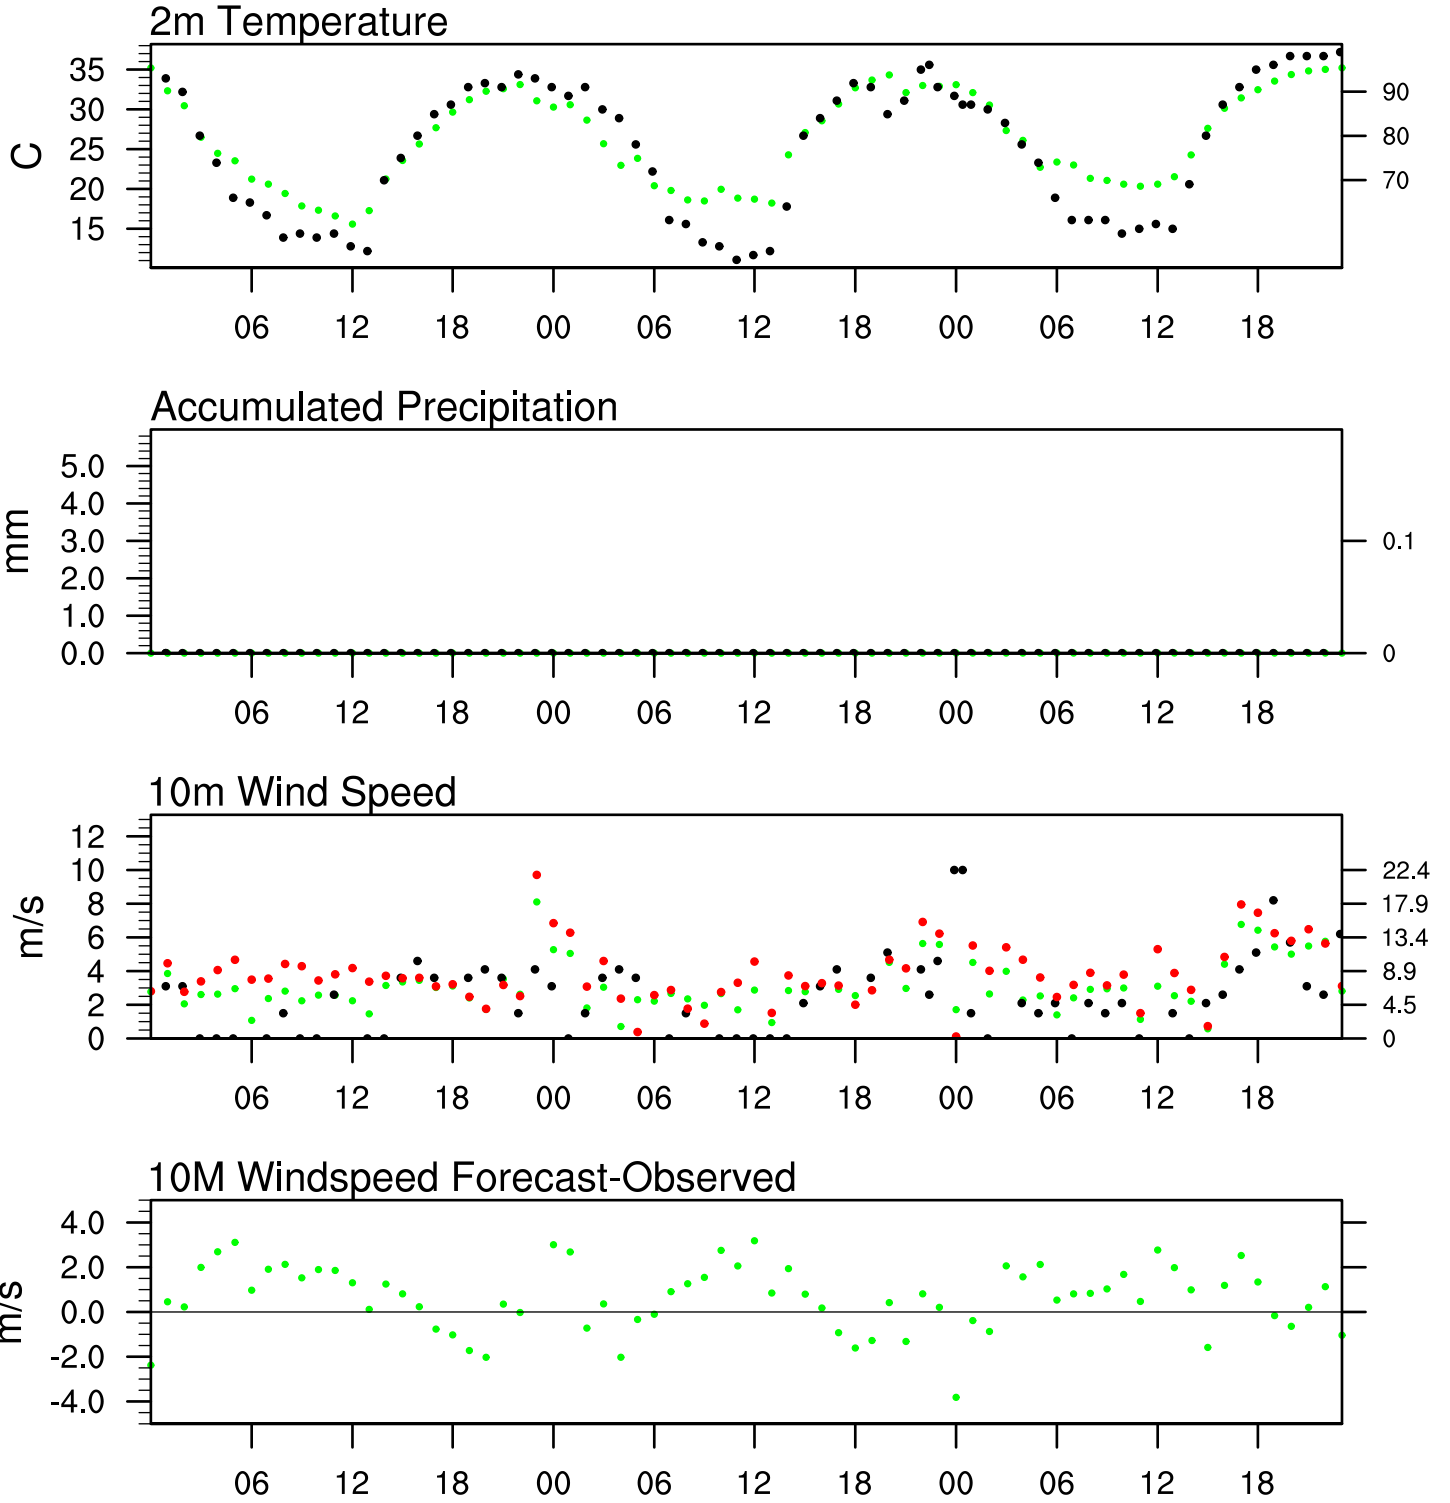 2m Temperature
35
30
25
20
15
C
90
80
70
06 12 18 00 06 12 18 00 06 12 18
Accumulated Precipitation
5.0
4.0
3.0
2.0
1.0
0.0
mm
0.1
0
06 12 18 00 06 12 18 00 06 12 18
10m Wind Speed
12
10
8
6
4
2
0
m/s
22.4
17.9
13.4
8.9
4.5
0
06 12 18 00 06 12 18 00 06 12 18
10M Windspeed Forecast-Observed
4.0
2.0
0.0
-2.0
-4.0
m/s
06 12 18 00 06 12 18 00 06 12 18